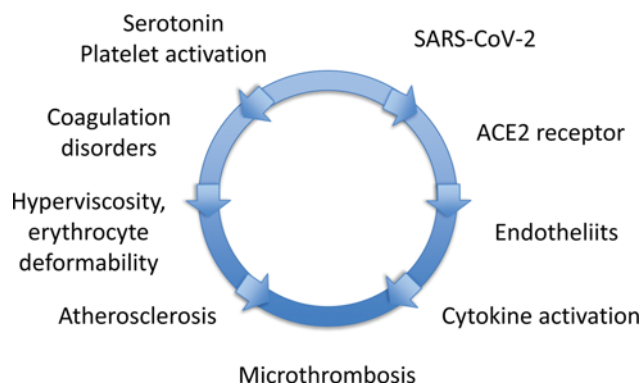 Serotonin
Platelet activation
SARS-CoV-2
Coagulation
disorders
ACE2 receptor
Hyperviscosity,
erythrocyte
deformability
Endotheliits
Atherosclerosis
Cytokine activation
Microthrombosis